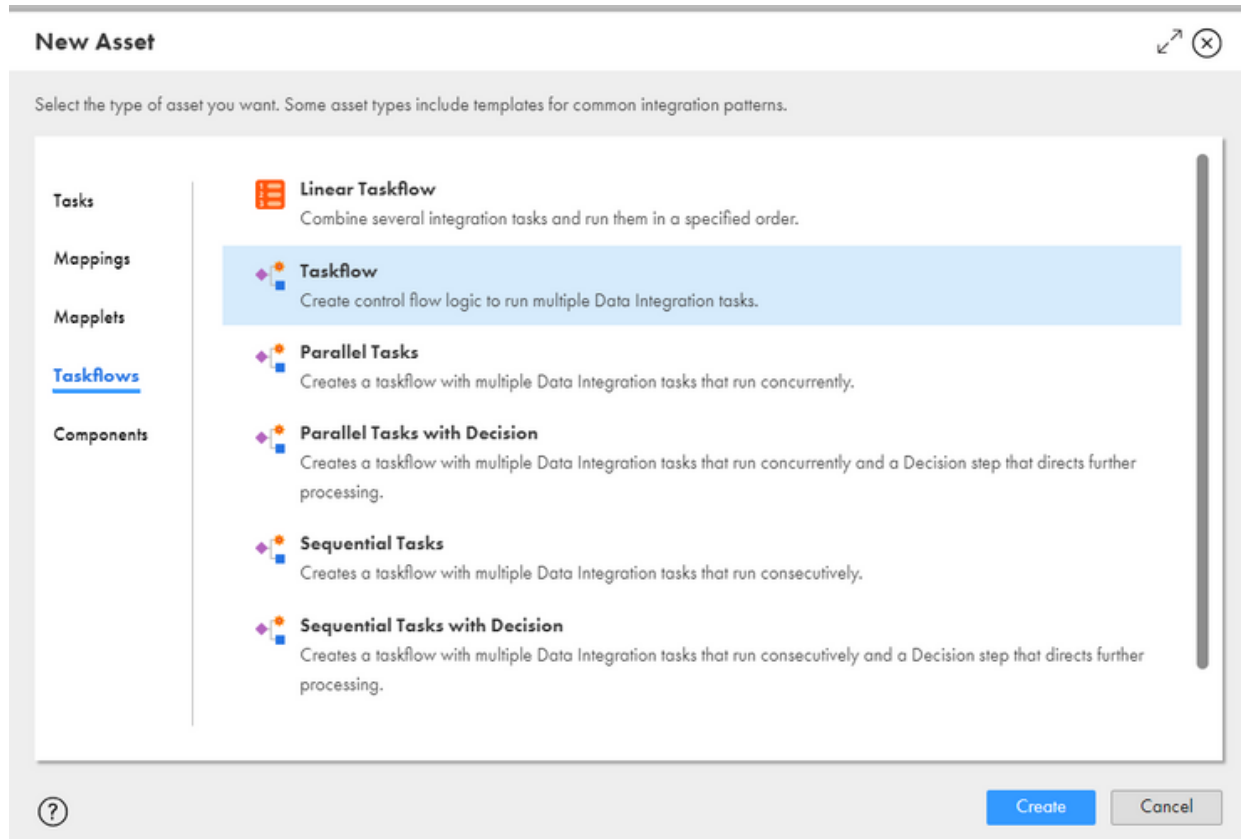 New Asset
Select the type of asset you want. Some asset types include templates for common integration patterns.
Tasks
Mappings
Mapplets
Taskflows
Components
Linear Taskflow
Combine several integration tasks and run them in a specified order.
Taskflow
Create control flow logic to run multiple Data Integration tasks.
Parallel Tasks
Creates a taskflow with multiple Data Integration tasks that run concurrently.
Parallel Tasks with Decision
Creates a taskflow with multiple Data Integration tasks that run concurrently and a Decision step that directs further
processing.
Sequential Tasks
Creates a taskflow with multiple Data Integration tasks that run consecutively.
Sequential Tasks with Decision
Creates a taskflow with multiple Data Integration tasks that run consecutively and a Decision step that directs further
processing.
?
Create
Cancel